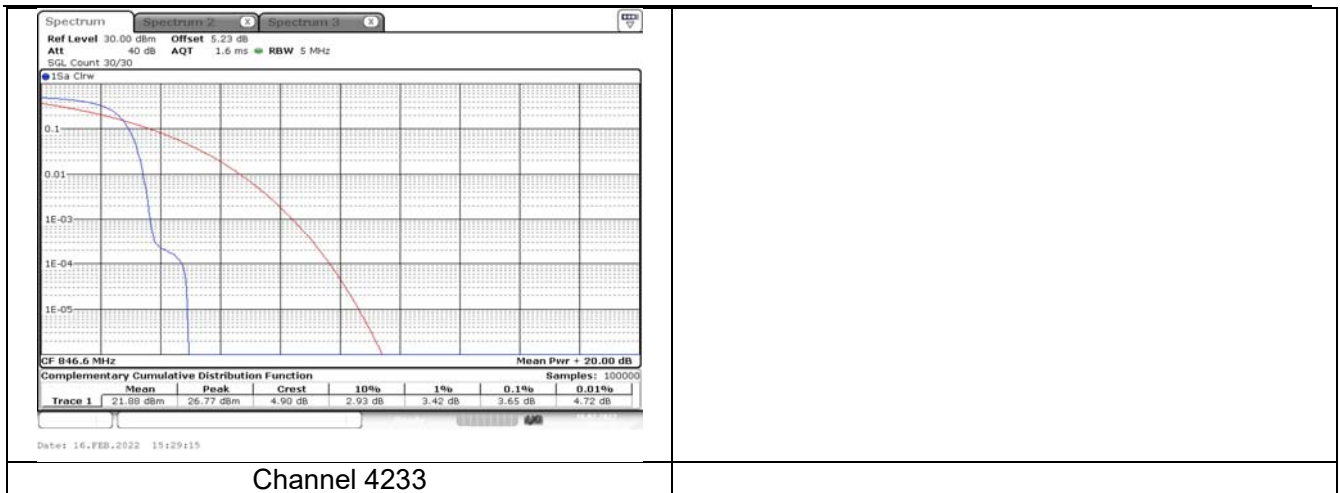 Spectrum Spectrum 2 X Spectrum 3 X
Ref Level 30.00 dBm Offset 5.23 dB
Att 40 dB AQT 1.6 ms RBW 5 MHz
SGL Count 30/30
1Sa Clrw
0.1
0.01
1E-03
1E-04
1E-05
CF 846.6 MHz Mean Pwr + 20.00 dB
Complementary Cumulative Distribution Function Samples: 100000
Mean Peak Crest 10% 1% 0.1% 0.01%
Trace 1 21.88 dBm 26.77 dBm 4.90 dB 2.93 dB 3.42 dB 3.65 dB 4.72 dB
Date: 16.FEB.2022 15:29:15
Channel 4233